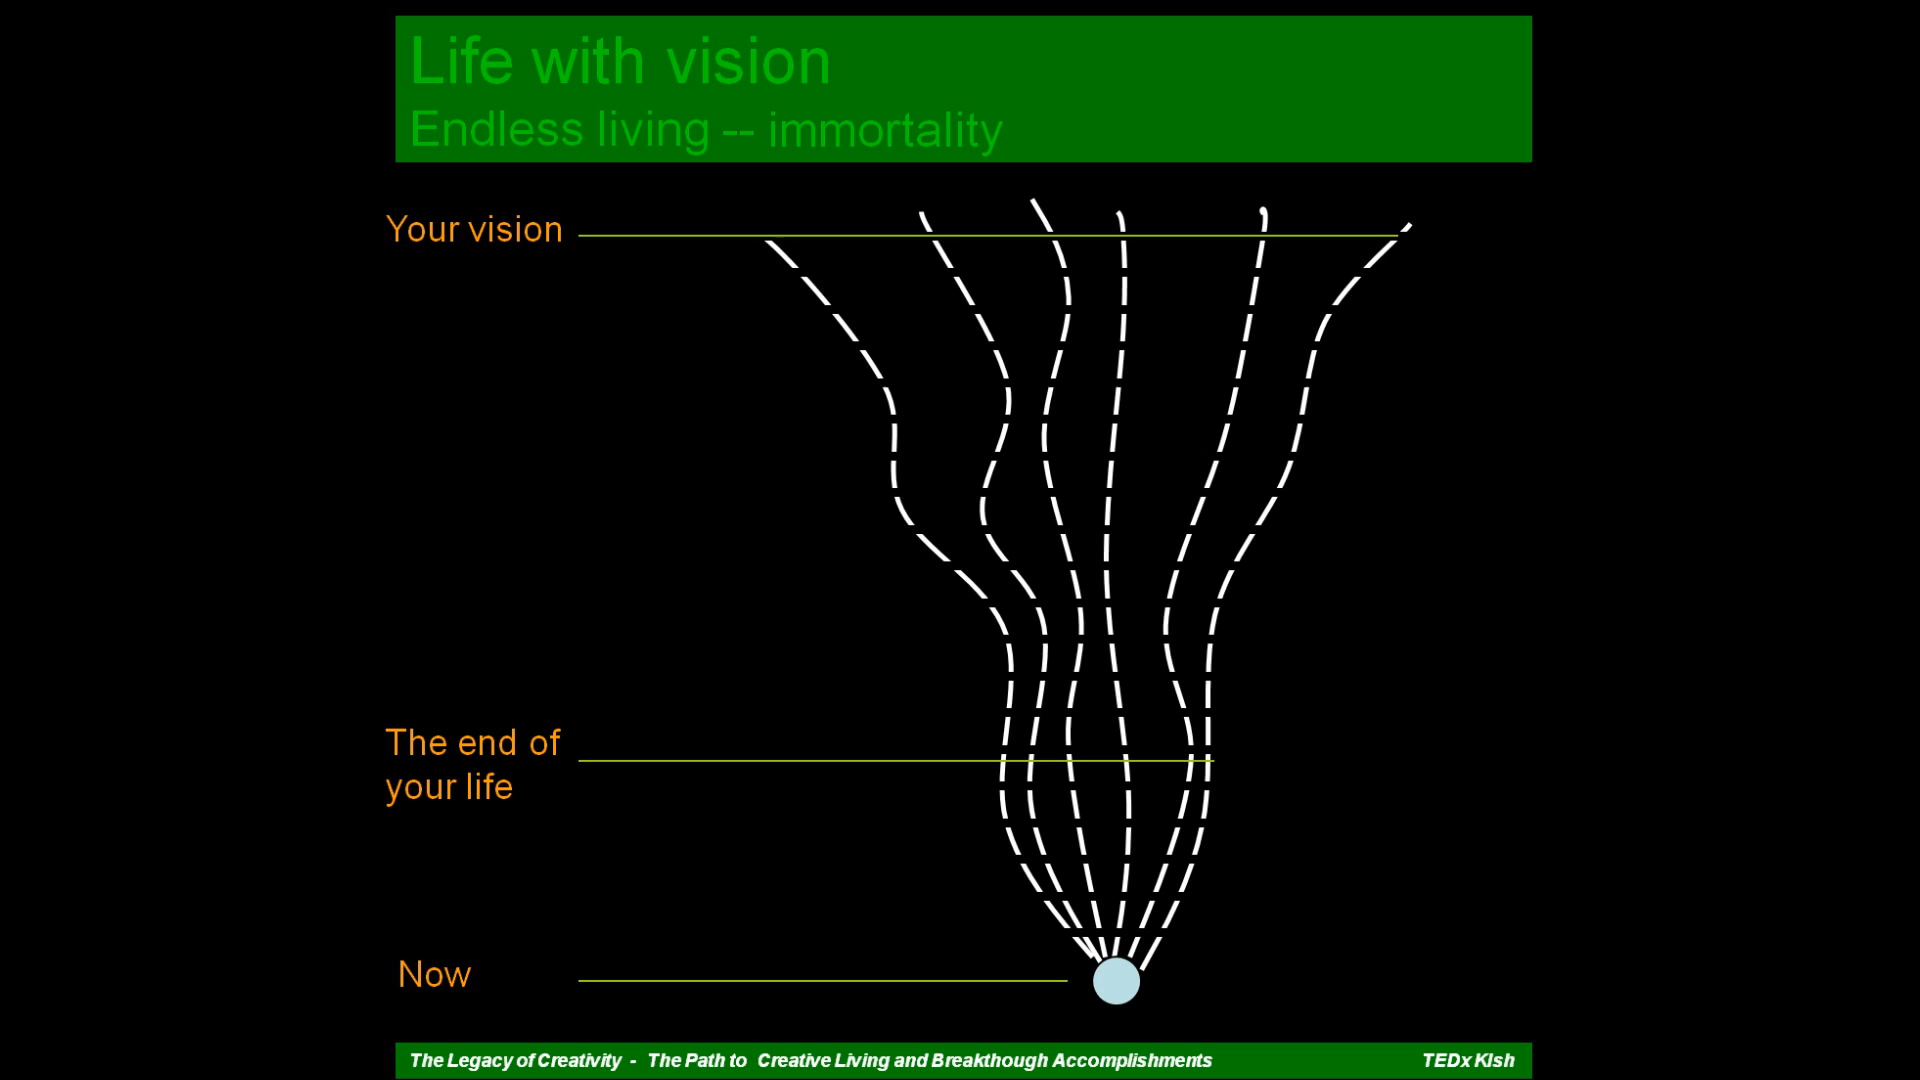 Life with vision
Endless living -- immortality
Your vision
The end of
your life
Now
The Legacy of Creativity - The Path to Creative Living and Breakthough Accomplishments
TEDx KIsh